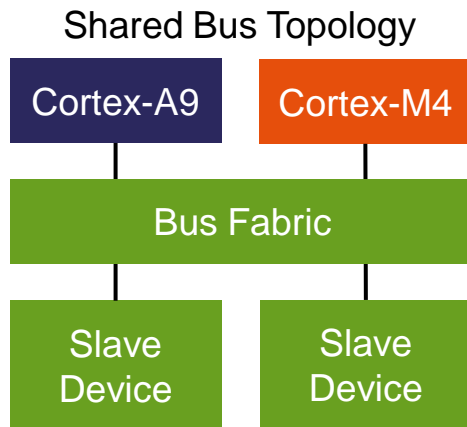 Shared Bus Topology
Cortex-A9
Cortex-M4
Bus Fabric
Slave
Device
Slave
Device